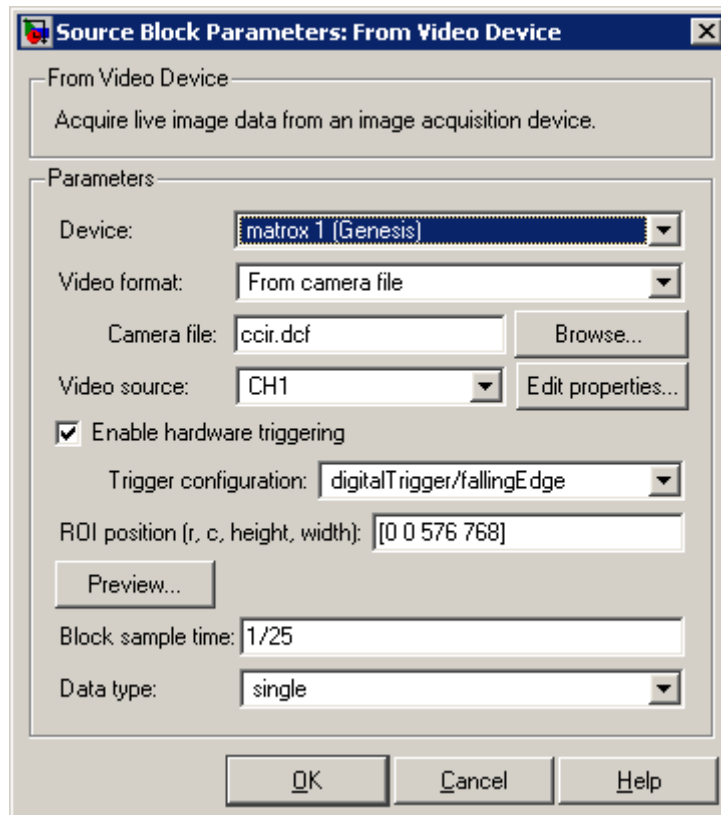 Source Block Parameters: From Video Device
From Video Device
Acquire live image data from an image acquisition device.
Parameters
Device: matrox 1 (Genesis)
Video format: From camera file
Camera file: ccir.dcf Browse...
Video source: CH1 Edit properties...
Enable hardware triggering
Trigger configuration: digitalTrigger/fallingEdge
ROI position (r, c, height, width): [0 0 576 768]
Preview...
Block sample time: 1/25
Data type: single
OK Cancel Help